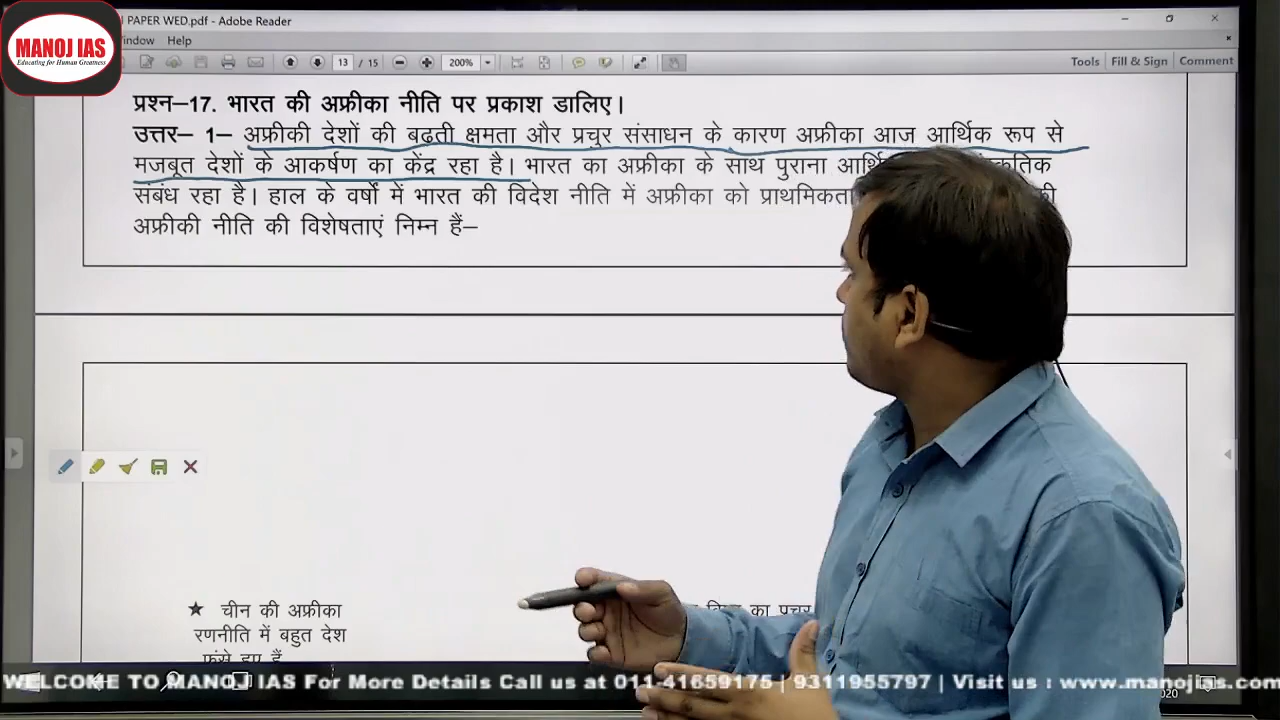 MANOJ IAS
Educating for Human Greatness
PAPER WED.pdf - Adobe Reader
indow Help
13 / 15
200%
Tools Fill & Sign Comment
प्रश्न–17. भारत की अफ्रीका नीति पर प्रकाश डालिए।
उत्तर– 1– अफ्रीकी देशों की बढ़ती क्षमता और प्रचुर संसाधन के कारण अफ्रीका आज आर्थिक रूप से
मजबूत देशों के आकर्षण का केंद्र रहा है। भारत का अफ्रीका के साथ पुराना
संबंध रहा है। हाल के वर्षों में भारत की विदेश नीति में अफ्रीका को प्राथमिकता
अफ्रीकी नीति की विशेषताएं निम्न हैं–
★ चीन की अफ्रीका
रणनीति में बहुत देश
फंसे हुए हैं
का प्रचुर
WELCOME TO MANOJ IAS For More Details Call us at 011-41659175 | 9311955797 | Visit us : www.manojias.com